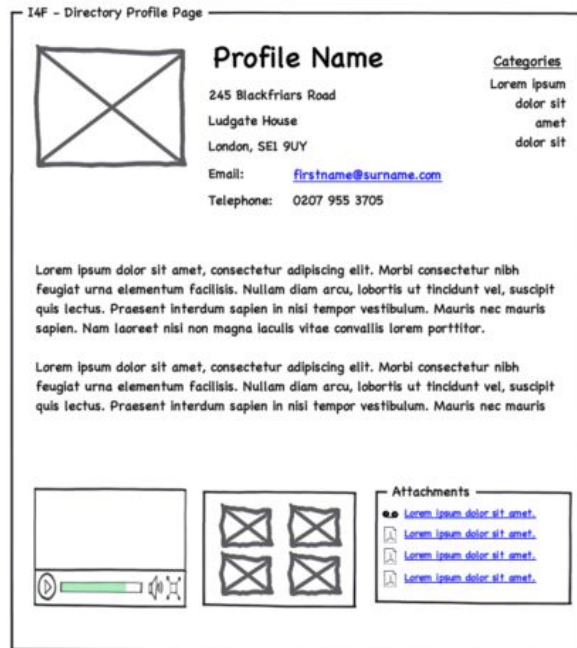 I4F - Directory Profile Page
Profile Name
245 Blackfriars Road
Ludgate House
London, SE1 9UY
Email: firstname@surname.com
Telephone: 0207 955 3705
Categories
Lorem ipsum
dolor sit
amet
dolor sit
Lorem ipsum dolor sit amet, consectetur adipiscing elit. Morbi consectetur nibh
feugiat urna elementum facilisis. Nullam diam arcu, lobortis ut tincidunt vel, suscipit
quis lectus. Praesent interdum sapien in nisi tempor vestibulum. Mauris nec mauris
sapien. Nam laoreet nisi non magna iaculis vitae convallis lorem porttitor.
Lorem ipsum dolor sit amet, consectetur adipiscing elit. Morbi consectetur nibh
feugiat urna elementum facilisis. Nullam diam arcu, lobortis ut tincidunt vel, suscipit
quis lectus. Praesent interdum sapien in nisi tempor vestibulum. Mauris nec mauris
Attachments
Lorem ipsum dolor sit amet.
Lorem ipsum dolor sit amet.
Lorem ipsum dolor sit amet.
Lorem ipsum dolor sit amet.